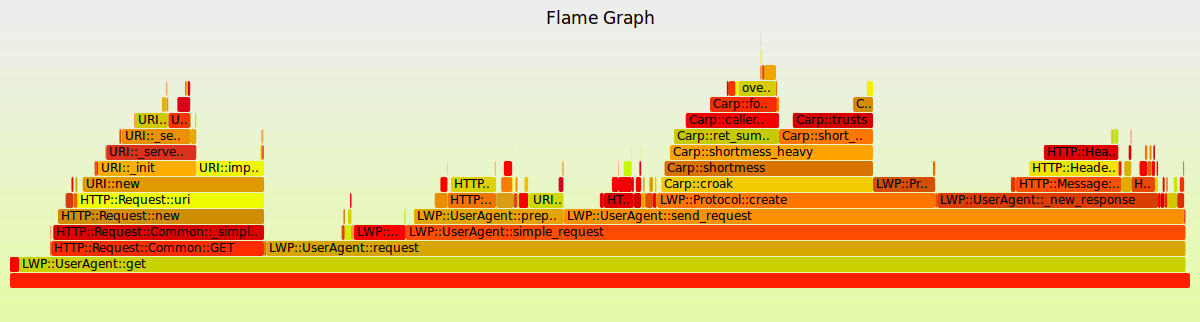 Flame Graph
ove..
Carp::fo.. C..
URI.. U.. Carp::caller.. Carp::trusts
URI::_se.. Carp::ret_sum.. Carp::short_..
URI::_serve.. Carp::shortmess_heavy HTTP::Hea..
URI::_init URI::imp.. Carp::shortmess HTTP::Heade..
URI::new HTTP.. Carp::croak LWP::Pr.. HTTP::Message:.. H..
HTTP::Request::uri HTTP:.. URI.. HT.. LWP::Protocol::create LWP::UserAgent::_new_response
HTTP::Request::new LWP::UserAgent::prep.. LWP::UserAgent::send_request
HTTP::Request::Common::_simpl.. LWP::.. LWP::UserAgent::simple_request
HTTP::Request::Common::GET LWP::UserAgent::request
LWP::UserAgent::get